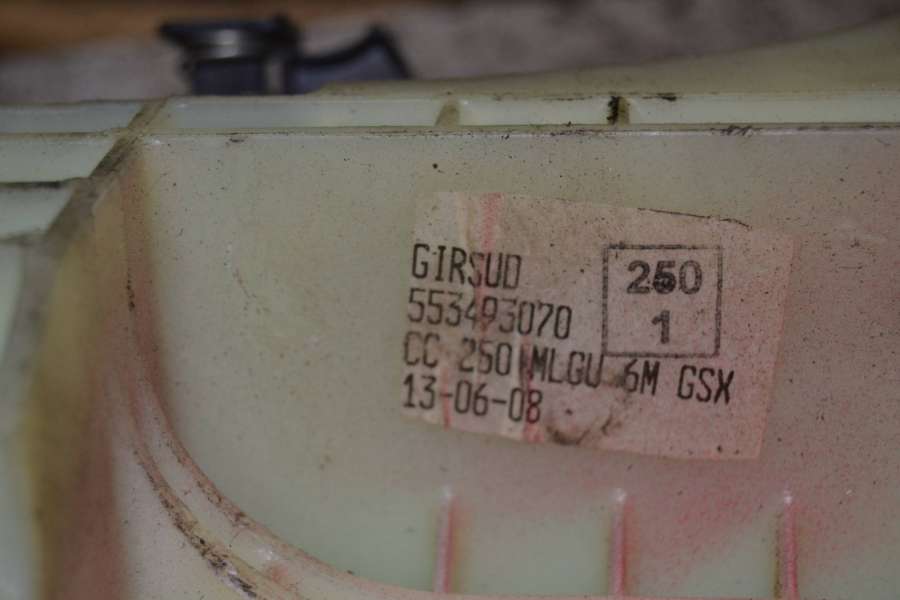 GIRSUD
553493070
CC 250 MLGU 6M GSX
13-06-08
250
1